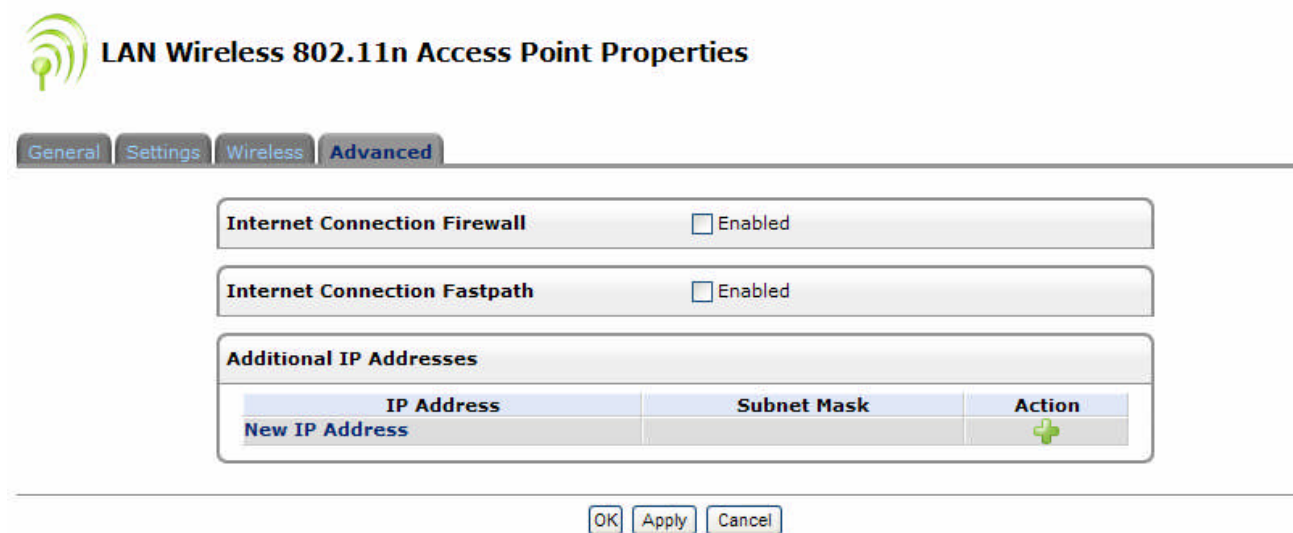 LAN Wireless 802.11n Access Point Properties
General Settings Wireless Advanced
Internet Connection Firewall Enabled
Internet Connection Fastpath Enabled
Additional IP Addresses
IP Address Subnet Mask Action
New IP Address
OK Apply Cancel